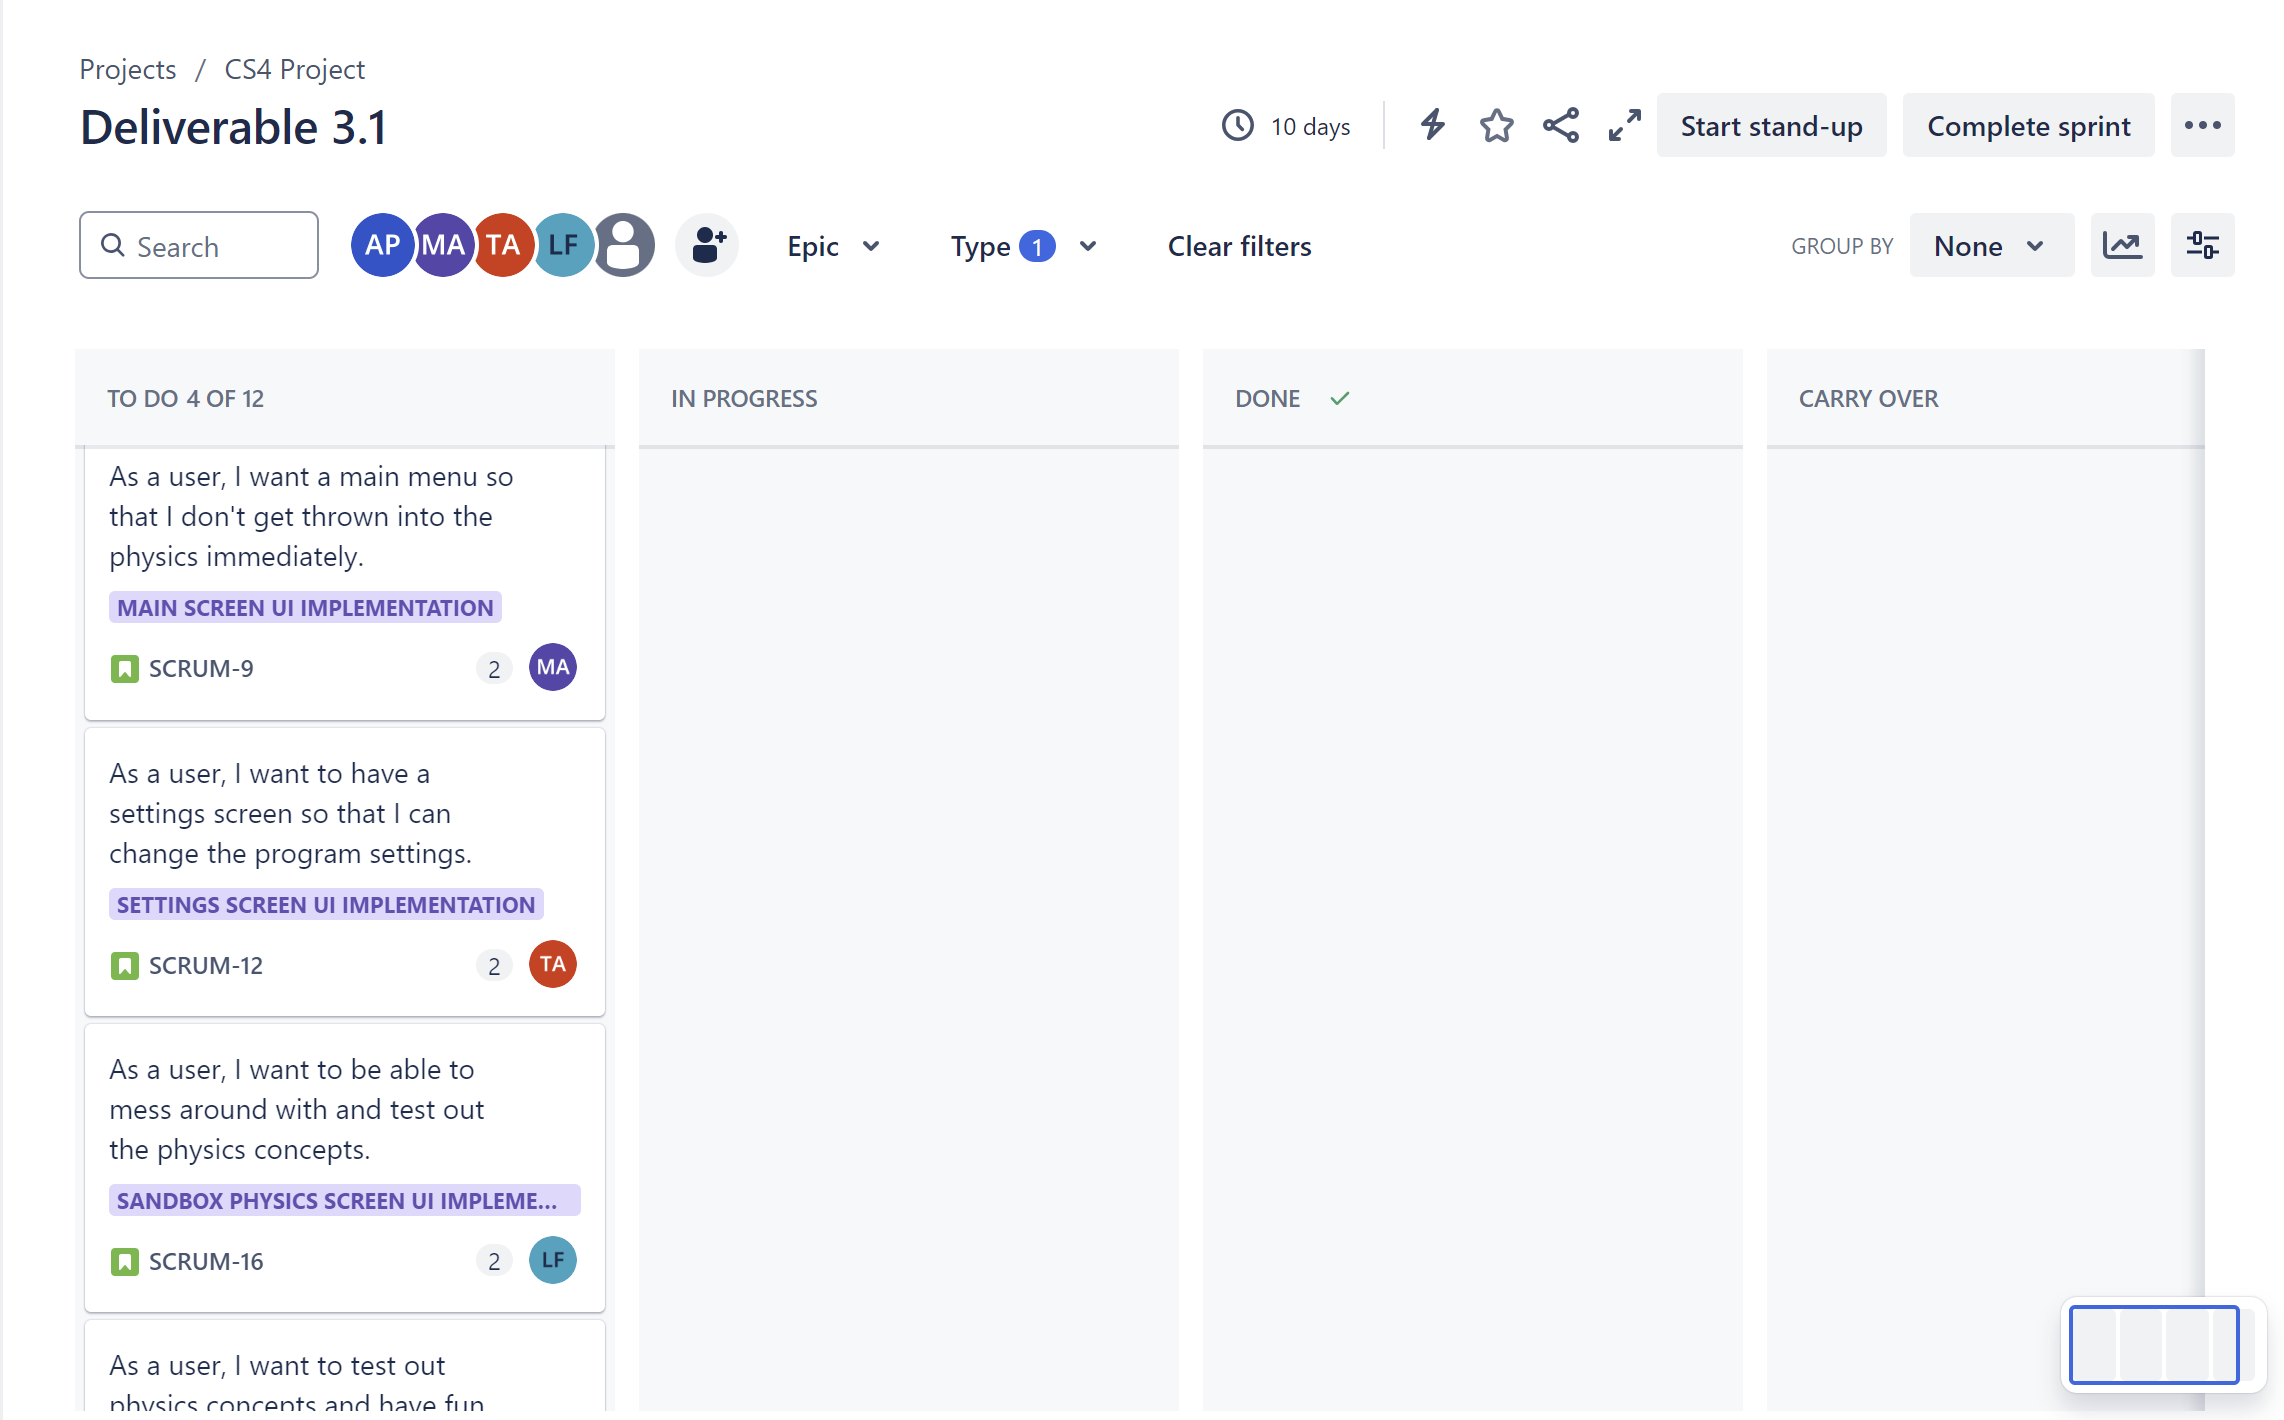 Projects / CS4 Project
Deliverable 3.1
10 days
Start stand-up
Complete sprint
Search
AP MA TA LF
Epic
Type 1
Clear filters
GROUP BY
None
TO DO 4 OF 12
IN PROGRESS
DONE
CARRY OVER
As a user, I want a main menu so
that I don't get thrown into the
physics immediately.
MAIN SCREEN UI IMPLEMENTATION
SCRUM-9 2 MA
As a user, I want to have a
settings screen so that I can
change the program settings.
SETTINGS SCREEN UI IMPLEMENTATION
SCRUM-12 2 TA
As a user, I want to be able to
mess around with and test out
the physics concepts.
SANDBOX PHYSICS SCREEN UI IMPLEME...
SCRUM-16 2 LF
As a user, I want to test out
physics concepts and have fun